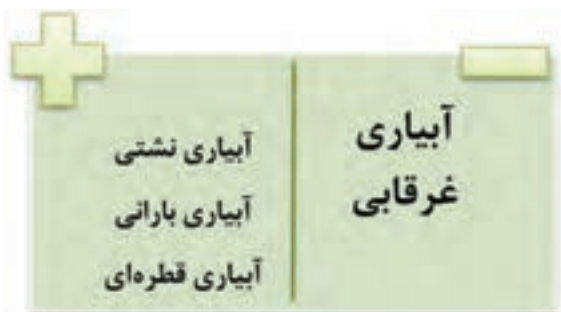 آبیاری
غرقابی
آبیاری نشتی
آبیاری بارانی
آبیاری قطره‌ای